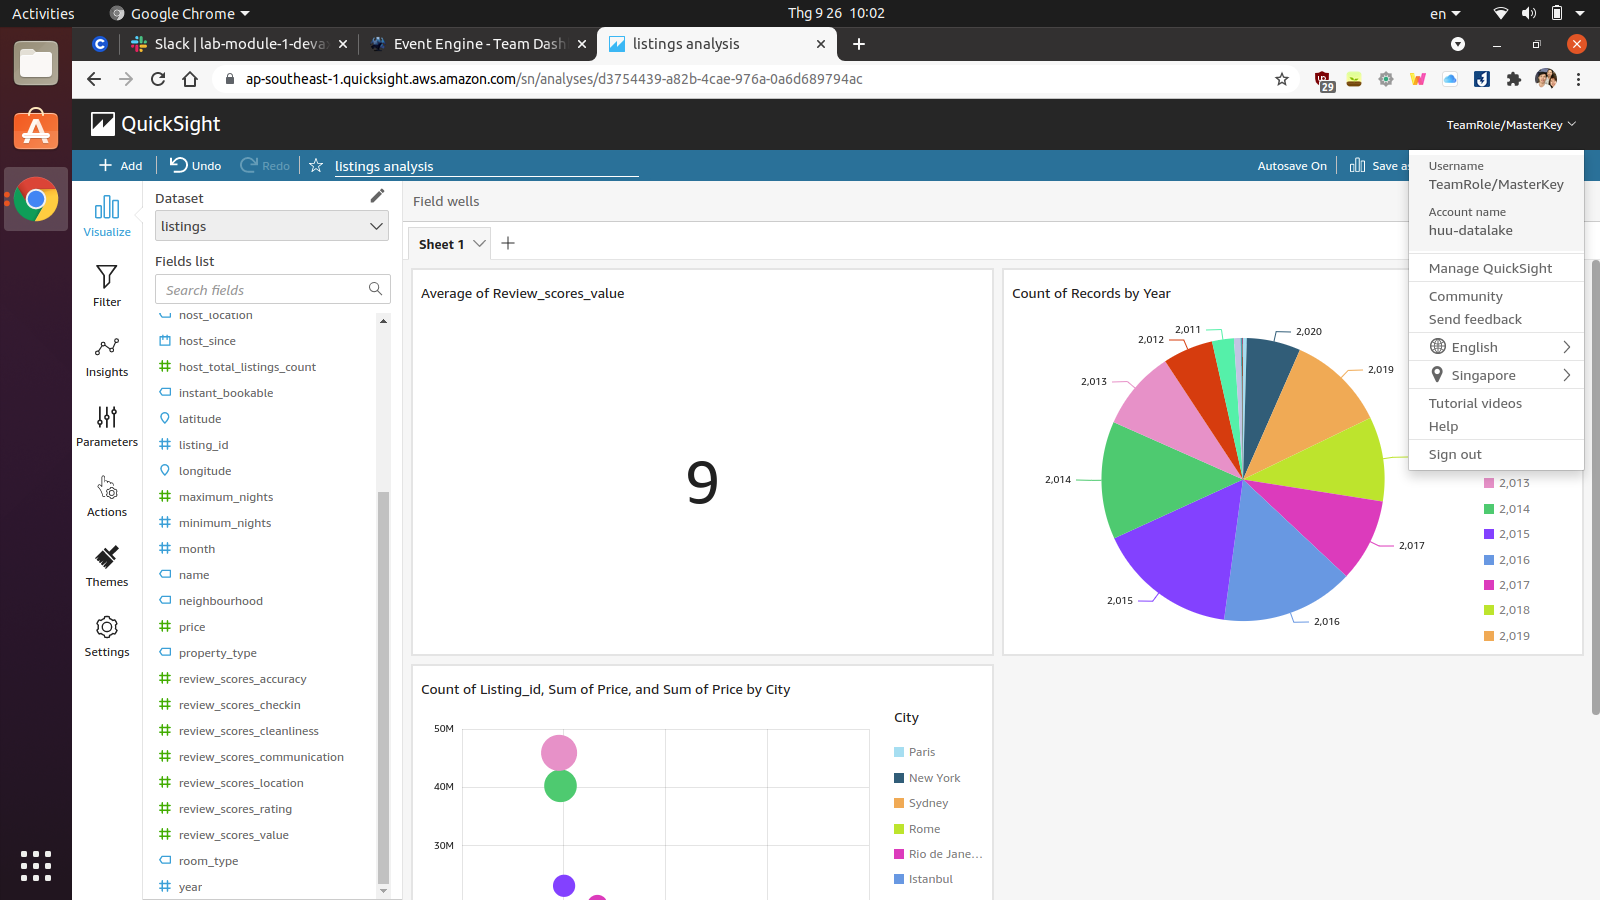 Activities
Google Chrome
Thg 9 26 10:02
en
Slack | lab-module-1-deva
Event Engine - Team Dash
listings analysis
ap-southeast-1.quicksight.aws.amazon.com/sn/analyses/d3754439-a82b-4cae-976a-0a6d689794ac
29
QuickSight
TeamRole/MasterKey
Add
Undo
Redo
listings analysis
Autosave On
Save as
Username
TeamRole/MasterKey
Account name
huu-datalake
Manage QuickSight
Community
Send feedback
English
Singapore
Tutorial videos
Help
Sign out
Visualize
Filter
Insights
Parameters
Actions
Themes
Settings
Dataset
listings
Fields list
Search fields
host_location
host_since
host_total_listings_count
instant_bookable
latitude
listing_id
longitude
maximum_nights
minimum_nights
month
name
neighbourhood
price
property_type
review_scores_accuracy
review_scores_checkin
review_scores_cleanliness
review_scores_communication
review_scores_location
review_scores_rating
review_scores_value
room_type
year
Field wells
Sheet 1
Average of Review_scores_value
9
Count of Records by Year
2,011
2,020
2,012
2,019
2,013
2,014
2,017
2,015
2,016
2,013
2,014
2,015
2,016
2,017
2,018
2,019
Count of Listing_id, Sum of Price, and Sum of Price by City
50M
40M
30M
City
Paris
New York
Sydney
Rome
Rio de Jane...
Istanbul